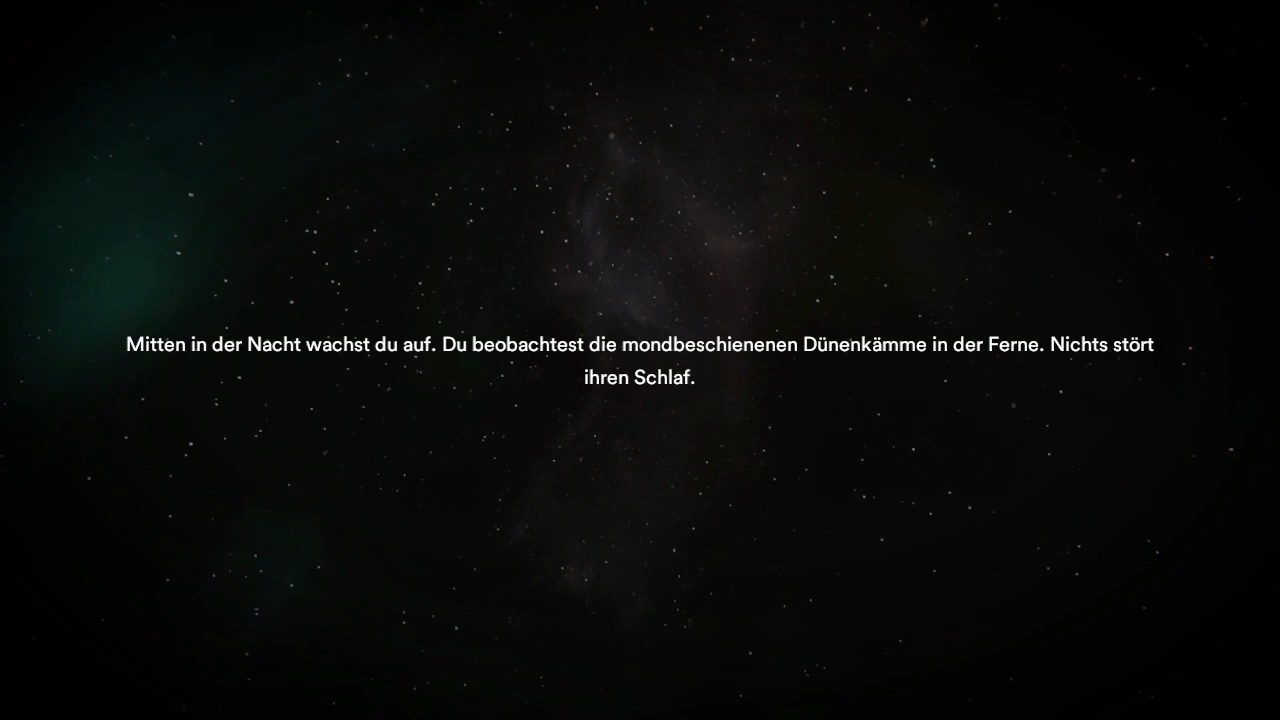 Mitten in der Nacht wachst du auf. Du beobachtest die mondbeschienenen Dünenkämme in der Ferne. Nichts stört
ihren Schlaf.